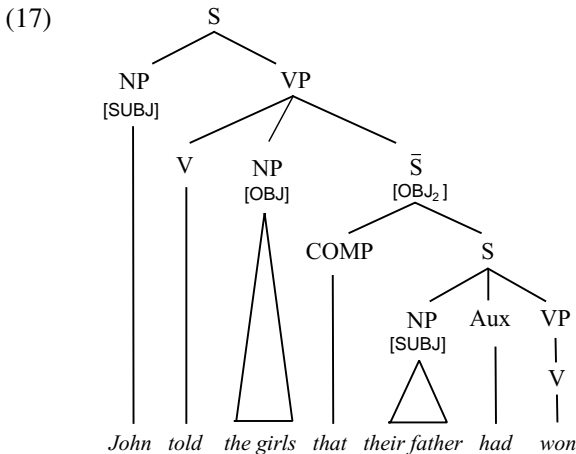 (17)
S
NP VP
[SUBJ]
V NP S̄
[OBJ] [OBJ₂]
COMP S
NP Aux VP
[SUBJ]
V
John told the girls that their father had won